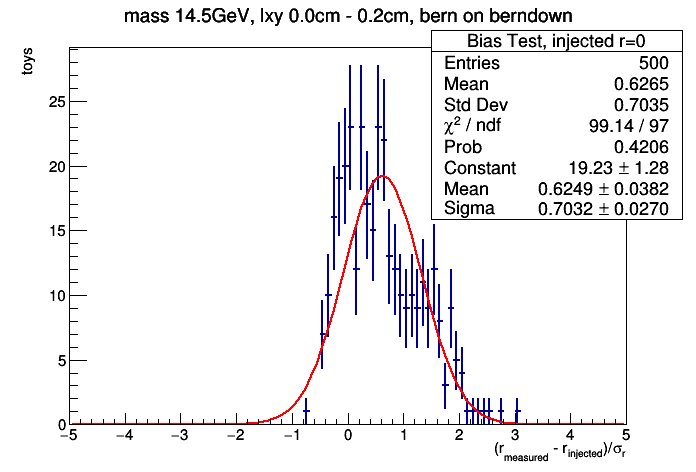 mass 14.5GeV, lxy 0.0cm - 0.2cm, bern on berndown
Bias Test, injected r=0
Entries 500
Mean 0.6265
Std Dev 0.7035
χ² / ndf 99.14 / 97
Prob 0.4206
Constant 19.23 ± 1.28
Mean 0.6249 ± 0.0382
Sigma 0.7032 ± 0.0270
toys
25
20
15
10
5
0
−5 −4 −3 −2 −1 0 1 2 3 4 5
(r_measured - r_injected)/σ_r